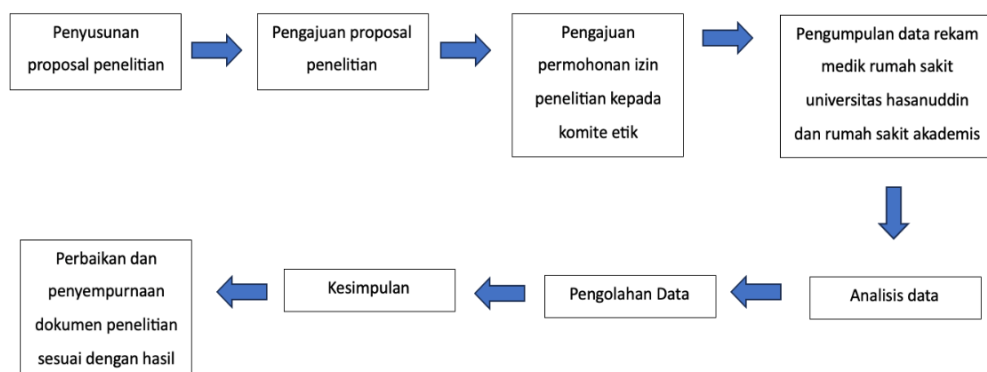 Penyusunan
proposal penelitian
Pengajuan proposal
penelitian
Pengajuan
permohonan izin
penelitian kepada
komite etik
Pengumpulan data rekam
medik rumah sakit
universitas hasanuddin
dan rumah sakit akademis
Analisis data
Pengolahan Data
Kesimpulan
Perbaikan dan
penyempurnaan
dokumen penelitian
sesuai dengan hasil